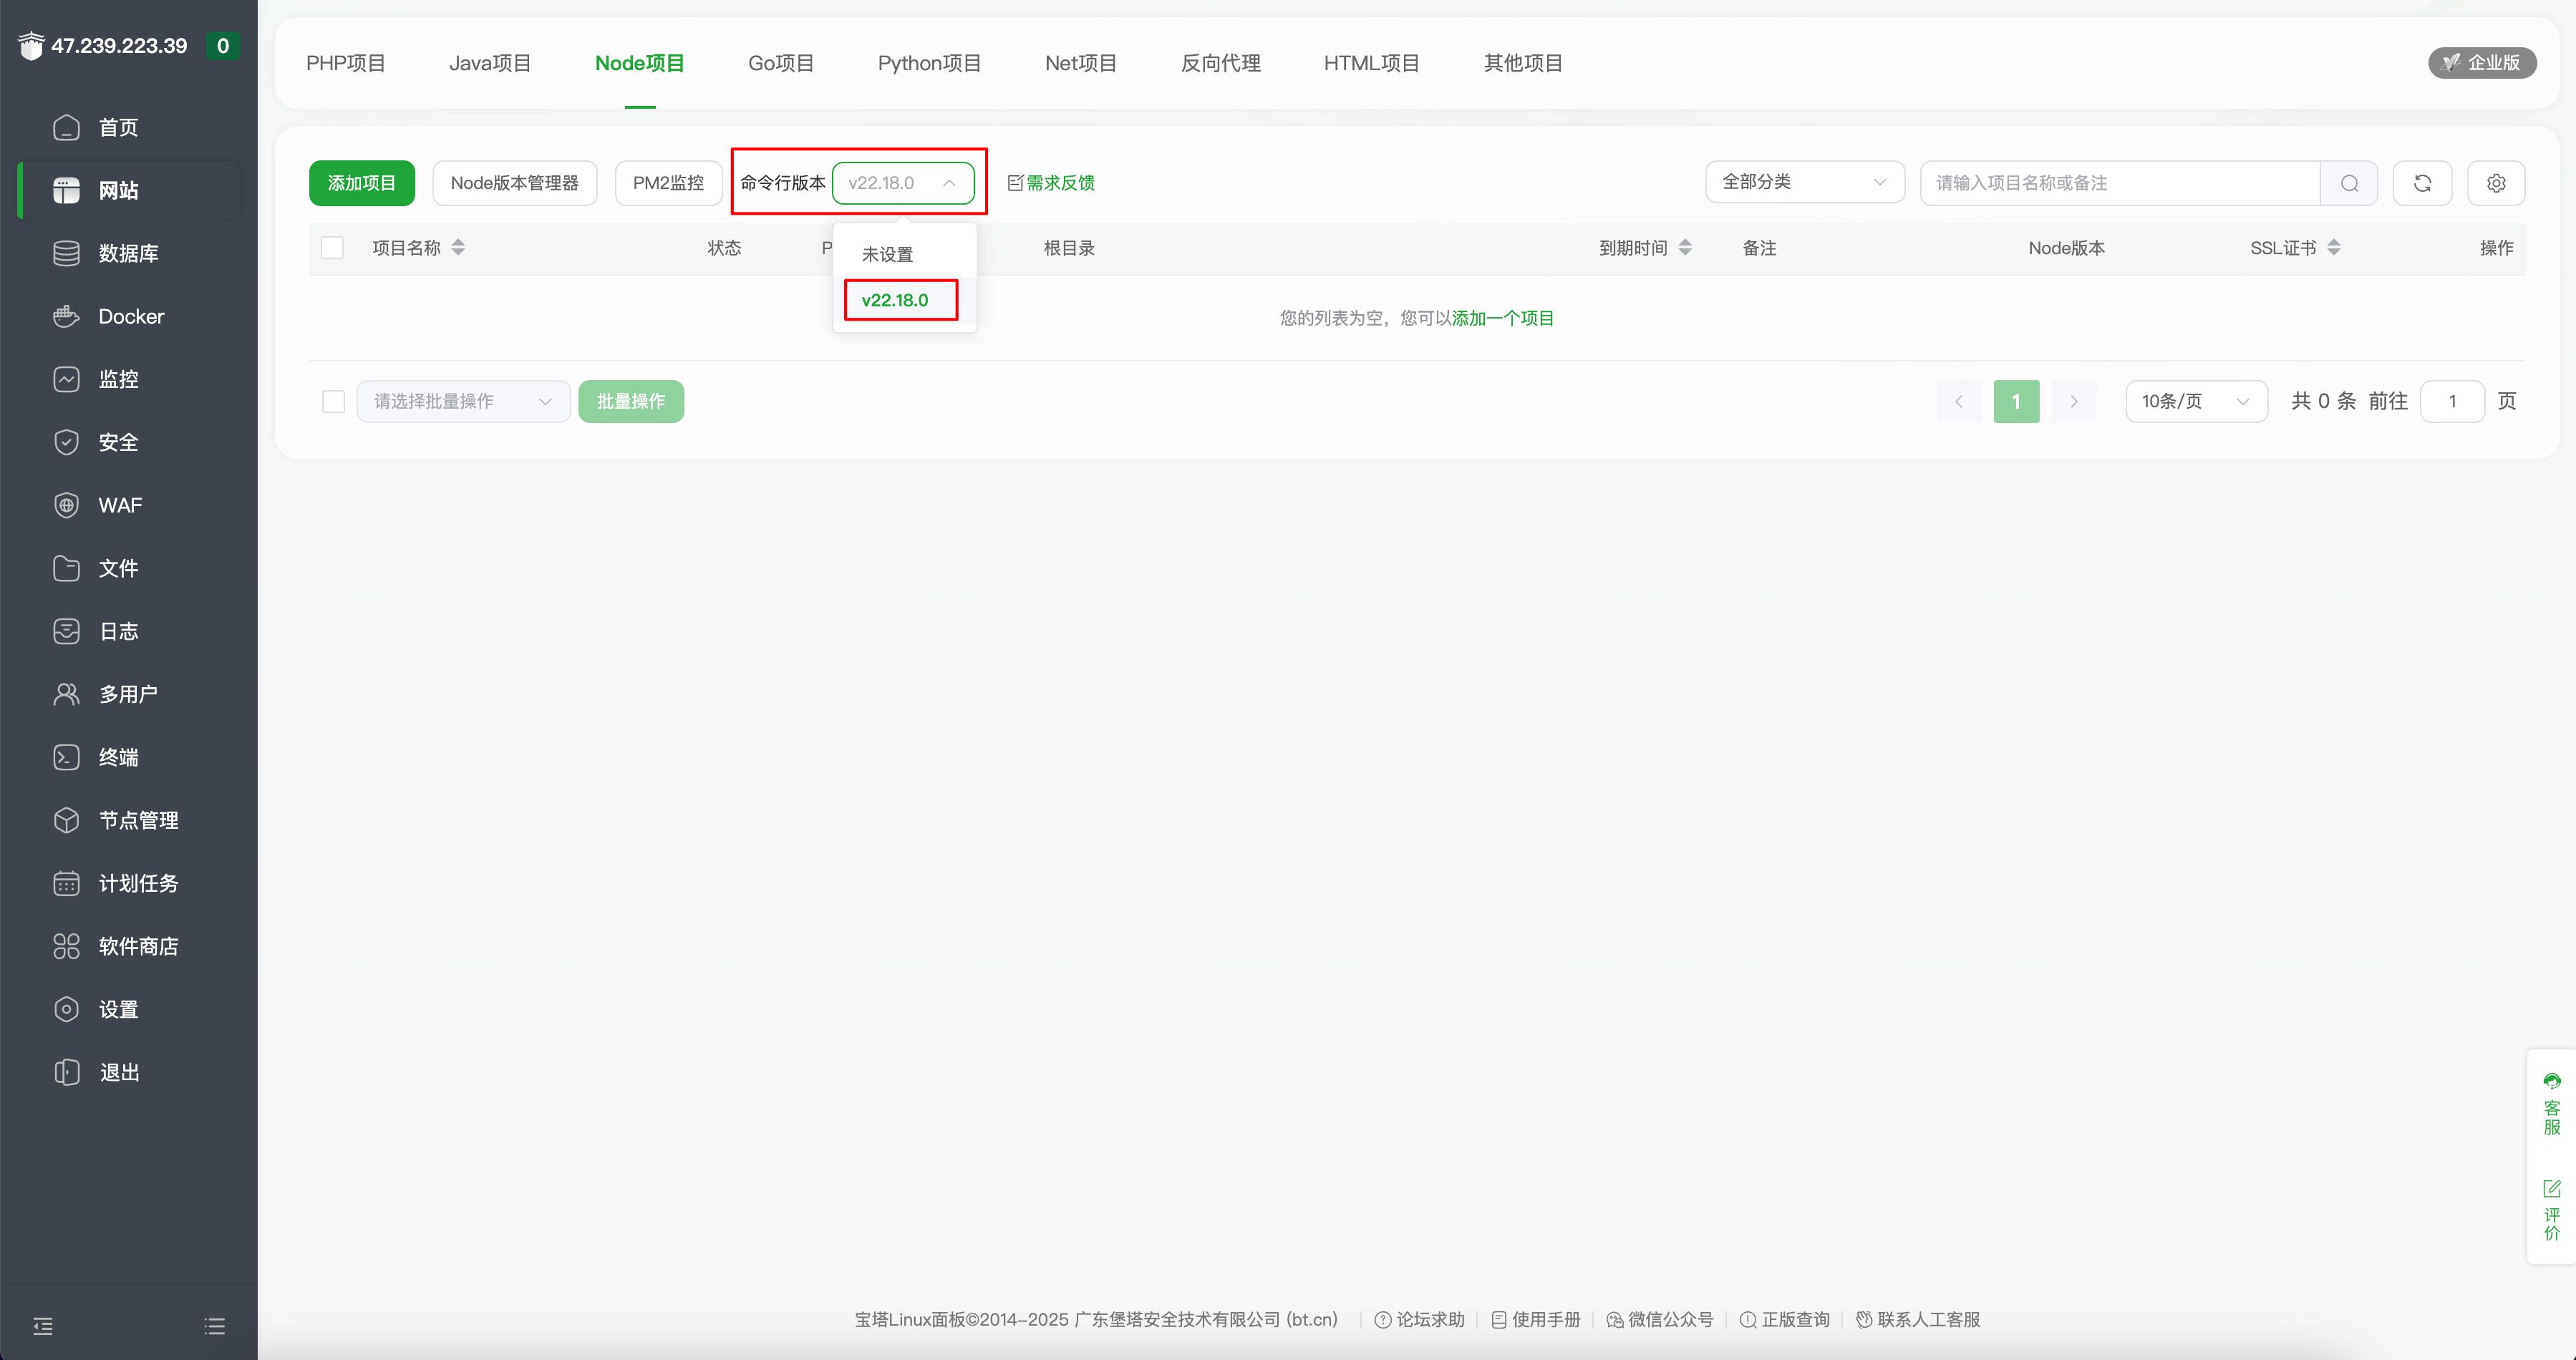 47.239.223.39 0
首页
网站
数据库
Docker
监控
安全
WAF
文件
日志
多用户
终端
节点管理
计划任务
软件商店
设置
退出
PHP项目 Java项目 Node项目 Go项目 Python项目 Net项目 反向代理 HTML项目 其他项目 企业版
添加项目 Node版本管理器 PM2监控 命令行版本 v22.18.0 需求反馈 全部分类 请输入项目名称或备注
项目名称 状态 P 根目录 到期时间 备注 Node版本 SSL证书 操作
未设置
v22.18.0
您的列表为空，您可以添加一个项目
请选择批量操作 批量操作 1 10条/页 共 0 条 前往 1 页
客服
评价
宝塔Linux面板©2014-2025 广东堡塔安全技术有限公司 (bt.cn) 论坛求助 使用手册 微信公众号 正版查询 联系人工客服